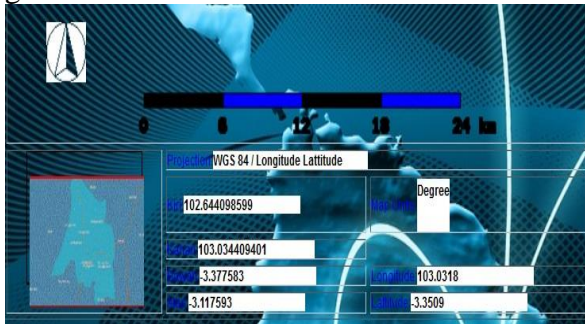 0 6 12 18 24 km
Projection WGS 84 / Longitude Lattitude
102.644098599 Degree
103.034409401
-3.377583 Longitude 103.0318
-3.117593 Latitude -3.3509